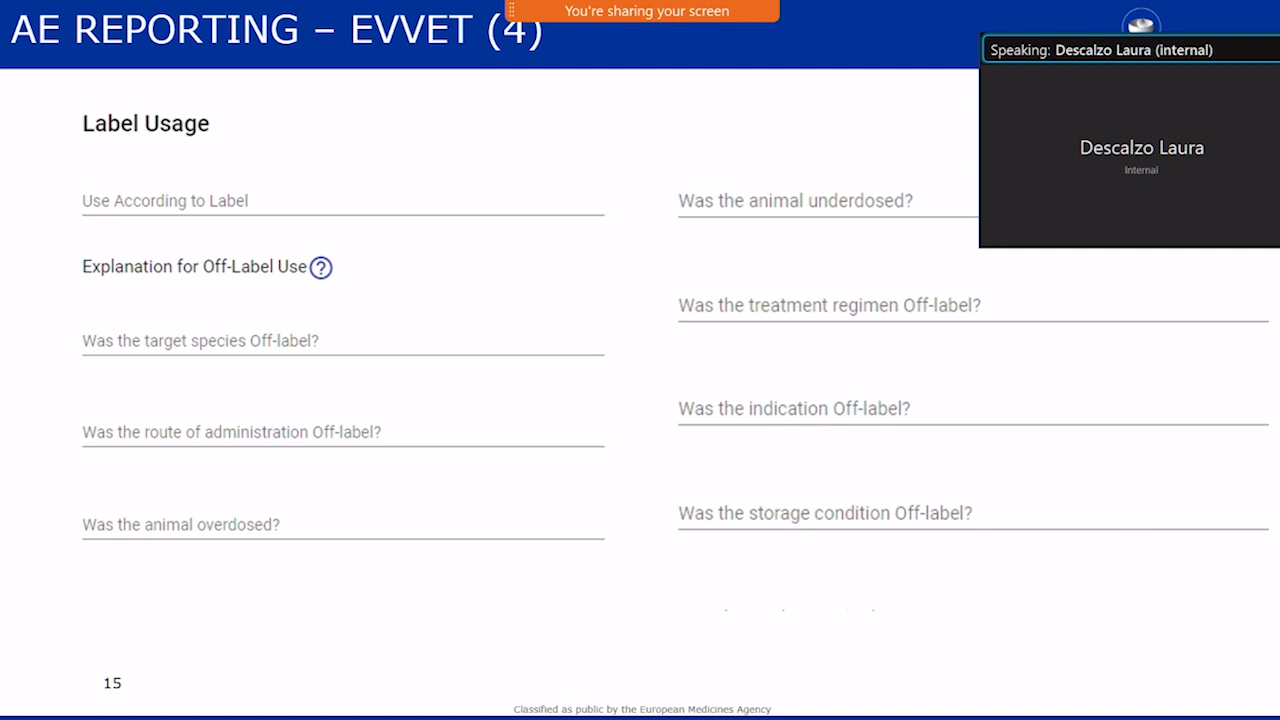 You're sharing your screen
AE REPORTING – EVVET (4)
Speaking: Descalzo Laura (internal)
Descalzo Laura
Internal
Label Usage
Use According to Label
Explanation for Off-Label Use ?
Was the target species Off-label?
Was the route of administration Off-label?
Was the animal overdosed?
Was the animal underdosed?
Was the treatment regimen Off-label?
Was the indication Off-label?
Was the storage condition Off-label?
15
Classified as public by the European Medicines Agency